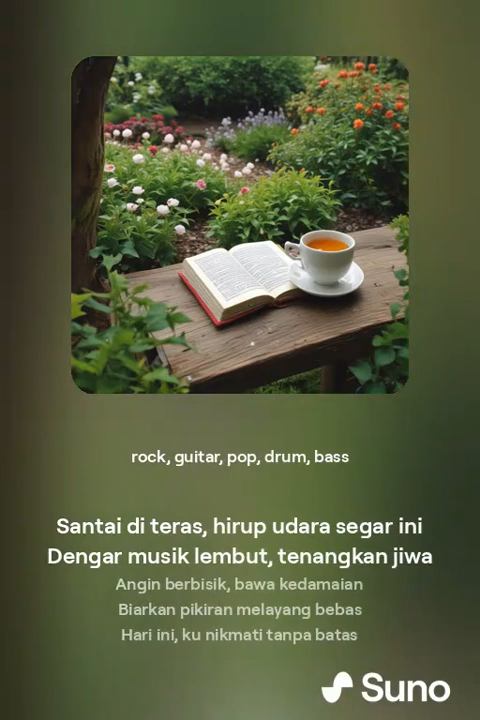 rock, guitar, pop, drum, bass
Santai di teras, hirup udara segar ini
Dengar musik lembut, tenangkan jiwa
Angin berbisik, bawa kedamaian
Biarkan pikiran melayang bebas
Hari ini, ku nikmati tanpa batas
Suno